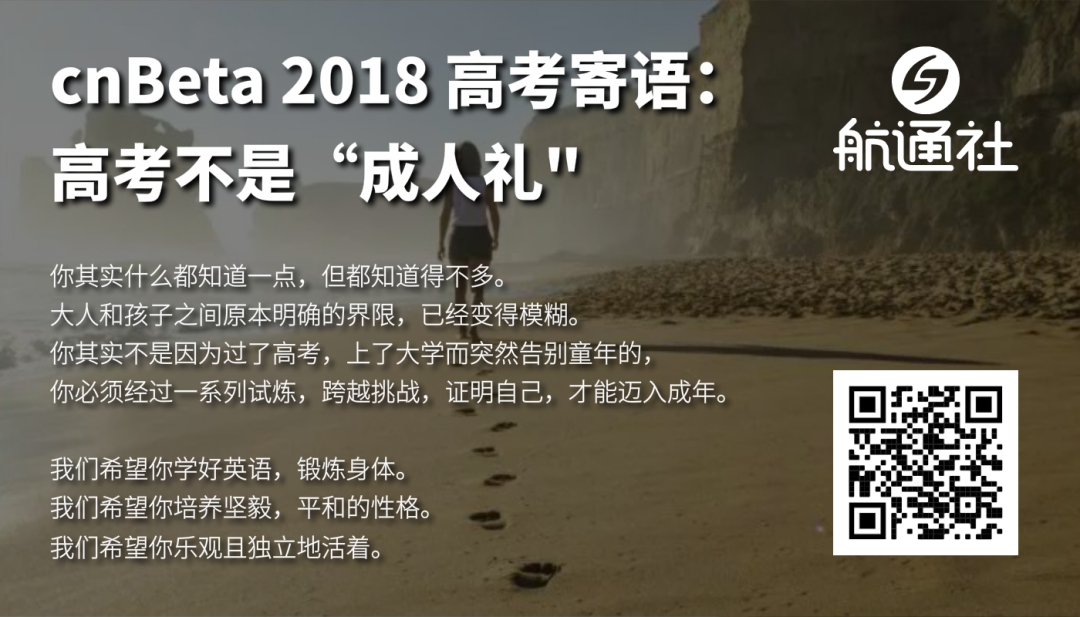 cnBeta 2018 高考寄语：
高考不是“成人礼"
航通社
你其实什么都知道一点，但都知道得不多。
大人和孩子之间原本明确的界限，已经变得模糊。
你其实不是因为过了高考，上了大学而突然告别童年的，
你必须经过一系列试炼，跨越挑战，证明自己，才能迈入成年。
我们希望你学好英语，锻炼身体。
我们希望你培养坚毅，平和的性格。
我们希望你乐观且独立地活着。